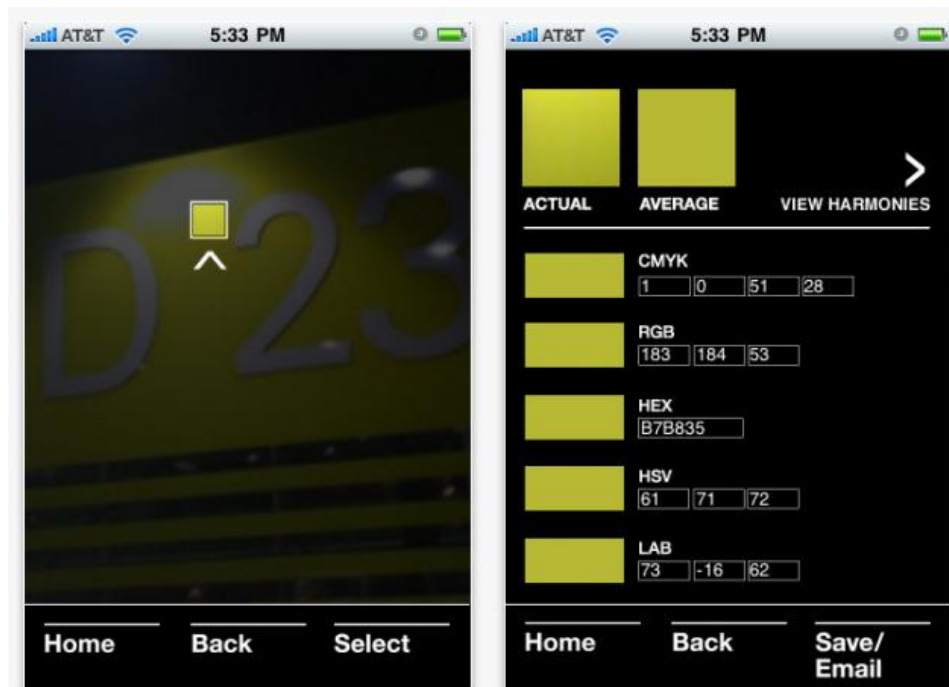 AT&T 5:33 PM
D 23
Home Back Select
AT&T 5:33 PM
ACTUAL AVERAGE VIEW HARMONIES
CMYK
1 0 51 28
RGB
183 184 53
HEX
B7B835
HSV
61 71 72
LAB
73 -16 62
Home Back Save/
Email